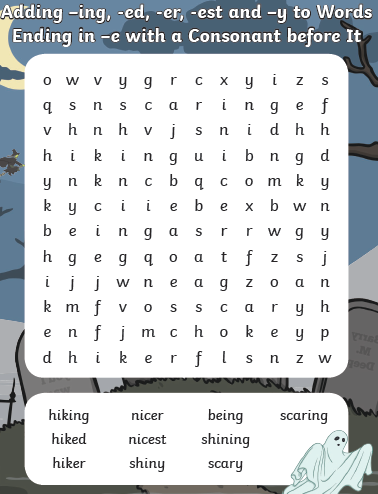 Adding –ing, -ed, -er, -est and –y to Words
Ending in –e with a Consonant before It
o w v y g r c x y i z s
q s n s c a r i n g e f
v h n h v j s n i d h h
h i k i n g u i b n g d
y n k n c b q c o m k y
k y c i i e b e x b w n
b e i n g a s r r w g y
h g e g q o a t f z s j
i j j w n e a g z o a n
k m f v o s s c a r y h
e n f j m c h o k e y p
d h i k e r f l s n z w
hiking nicer being scaring
hiked nicest shining
hiker shiny scary